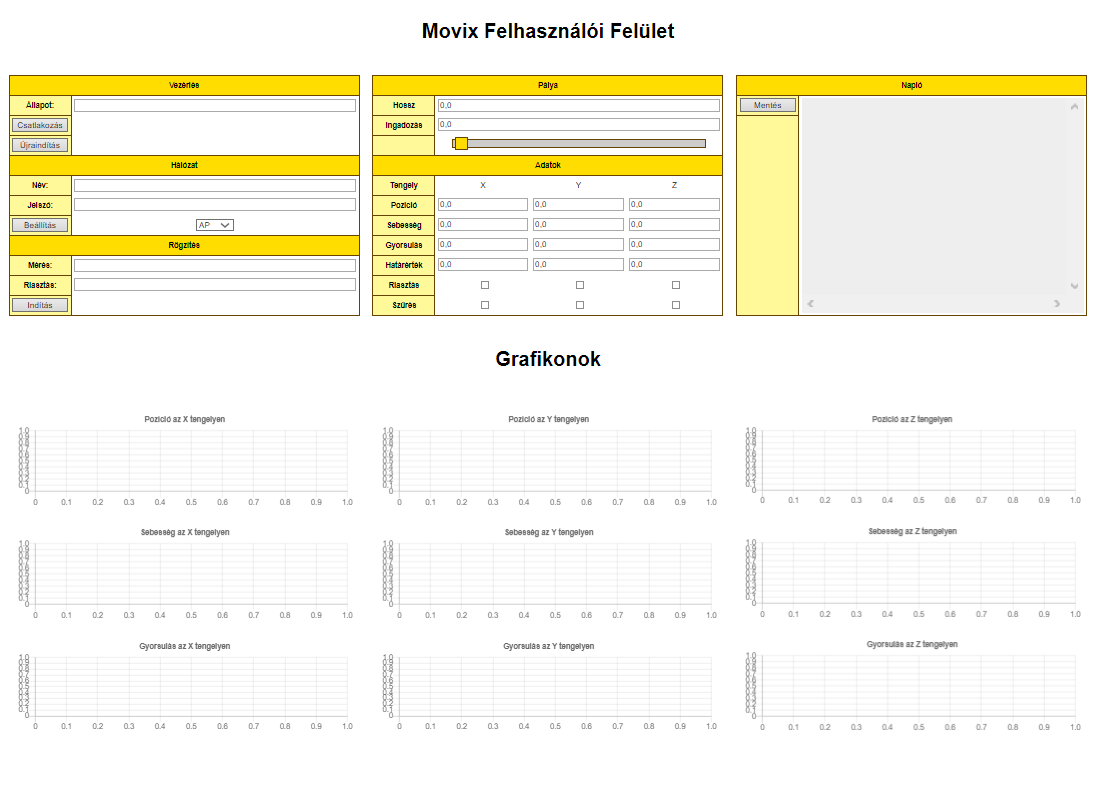 Movix Felhasználói Felület
Vezérlés
Állapot:
Csatlakozás
Újraindítás
Hálózat
Név:
Jelszó:
Beállítás
AP
Rögzítés
Mérés:
Riasztás:
Indítás
Pálya
Hossz 0,0
Ingadozás 0,0
Adatok
Tengely X Y Z
Pozíció 0,0 0,0 0,0
Sebesség 0,0 0,0 0,0
Gyorsulás 0,0 0,0 0,0
Határérték 0,0 0,0 0,0
Riasztás
Szűrés
Napló
Mentés
Grafikonok
Pozíció az X tengelyen
1.0
0.9
0.8
0.7
0.6
0.5
0.4
0.3
0.2
0.1
0
0 0.1 0.2 0.3 0.4 0.5 0.6 0.7 0.8 0.9 1.0
Pozíció az Y tengelyen
1.0
0.9
0.8
0.7
0.6
0.5
0.4
0.3
0.2
0.1
0
0 0.1 0.2 0.3 0.4 0.5 0.6 0.7 0.8 0.9 1.0
Pozíció az Z tengelyen
1.0
0.9
0.8
0.7
0.6
0.5
0.4
0.3
0.2
0.1
0
0 0.1 0.2 0.3 0.4 0.5 0.6 0.7 0.8 0.9 1.0
Sebesség az X tengelyen
1.0
0.9
0.8
0.7
0.6
0.5
0.4
0.3
0.2
0.1
0
0 0.1 0.2 0.3 0.4 0.5 0.6 0.7 0.8 0.9 1.0
Sebesség az Y tengelyen
1.0
0.9
0.8
0.7
0.6
0.5
0.4
0.3
0.2
0.1
0
0 0.1 0.2 0.3 0.4 0.5 0.6 0.7 0.8 0.9 1.0
Sebesség az Z tengelyen
1.0
0.9
0.8
0.7
0.6
0.5
0.4
0.3
0.2
0.1
0
0 0.1 0.2 0.3 0.4 0.5 0.6 0.7 0.8 0.9 1.0
Gyorsulás az X tengelyen
1.0
0.9
0.8
0.7
0.6
0.5
0.4
0.3
0.2
0.1
0
0 0.1 0.2 0.3 0.4 0.5 0.6 0.7 0.8 0.9 1.0
Gyorsulás az Y tengelyen
1.0
0.9
0.8
0.7
0.6
0.5
0.4
0.3
0.2
0.1
0
0 0.1 0.2 0.3 0.4 0.5 0.6 0.7 0.8 0.9 1.0
Gyorsulás az Z tengelyen
1.0
0.9
0.8
0.7
0.6
0.5
0.4
0.3
0.2
0.1
0
0 0.1 0.2 0.3 0.4 0.5 0.6 0.7 0.8 0.9 1.0